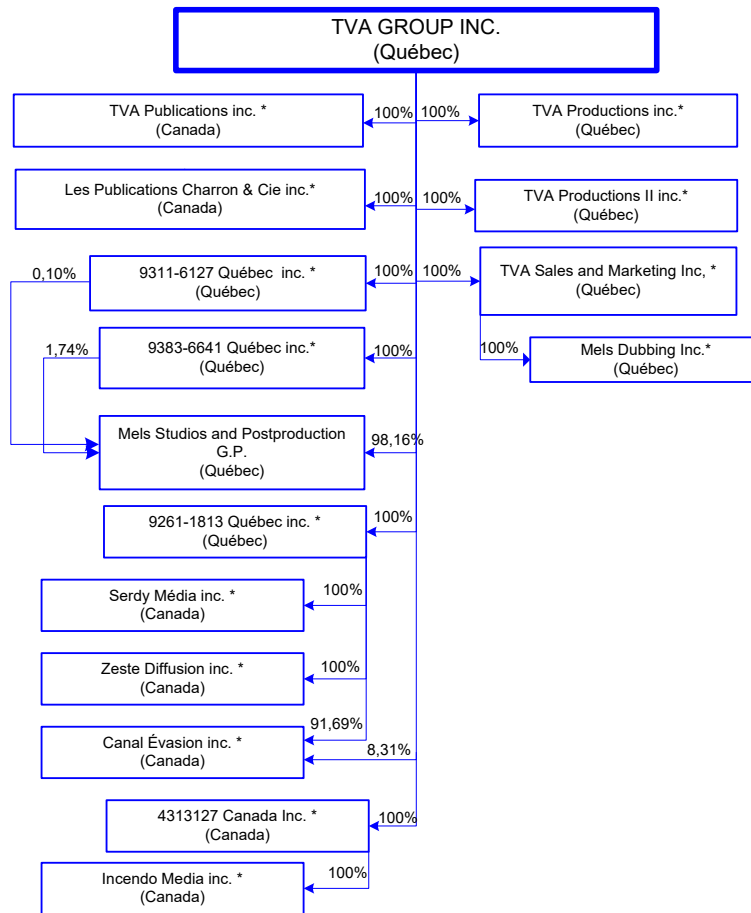 TVA GROUP INC.
(Québec)
TVA Publications inc. *
(Canada)
100%
100%
TVA Productions inc.*
(Québec)
Les Publications Charron & Cie inc.*
(Canada)
100%
100%
TVA Productions II inc.*
(Québec)
0,10%
9311-6127 Québec inc. *
(Québec)
100%
100%
TVA Sales and Marketing Inc, *
(Québec)
1,74%
9383-6641 Québec inc.*
(Québec)
100%
100%
Mels Dubbing Inc.*
(Québec)
Mels Studios and Postproduction
G.P.
(Québec)
98,16%
9261-1813 Québec inc. *
(Québec)
100%
Serdy Média inc. *
(Canada)
100%
Zeste Diffusion inc. *
(Canada)
100%
91,69%
Canal Évasion inc. *
(Canada)
8,31%
4313127 Canada Inc. *
(Canada)
100%
Incendo Media inc. *
(Canada)
100%